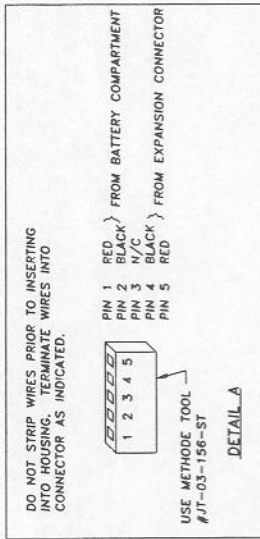 DO NOT STRIP WIRES PRIOR TO INSERTING
INTO HOUSING. TERMINATE WIRES INTO
CONNECTOR AS INDICATED.
PIN 1 RED
PIN 2 BLACK } FROM BATTERY COMPARTMENT
PIN 3 N/C
PIN 4 BLACK } FROM EXPANSION CONNECTOR
PIN 5 RED
1 2 3 4 5
USE METHODE TOOL
#JT-03-156-ST
DETAIL A